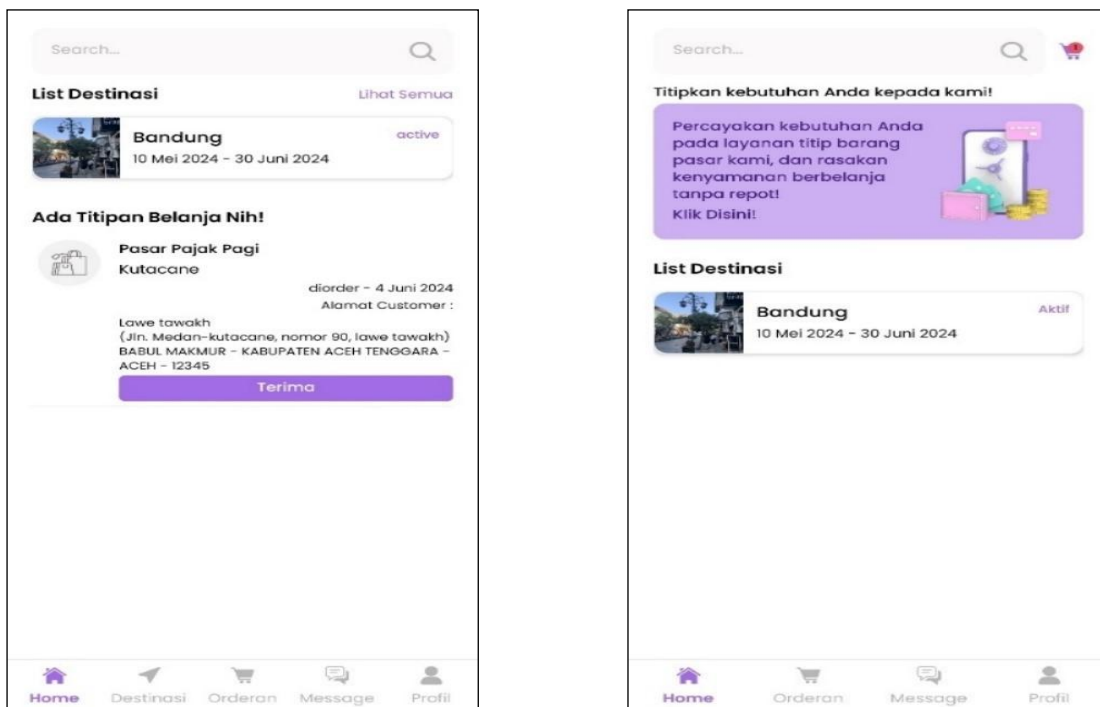 Search...
List Destinasi
Lihat Semua
Bandung
active
10 Mei 2024 - 30 Juni 2024
Ada Titipan Belanja Nih!
Pasar Pajak Pagi
Kutacane
diorder - 4 Juni 2024
Alamat Customer :
Lawe tawakh
(Jln. Medan-kutacane, nomor 90, lawe tawakh)
BABUL MAKMUR - KABUPATEN ACEH TENGGARA -
ACEH - 12345
Terima
Home
Destinasi
Orderan
Message
Profil
Search...
1
Titipkan kebutuhan Anda kepada kami!
Percayakan kebutuhan Anda
pada layanan titip barang
pasar kami, dan rasakan
kenyamanan berbelanja
tanpa repot!
Klik Disini!
List Destinasi
Bandung
Aktif
10 Mei 2024 - 30 Juni 2024
Home
Orderan
Message
Profil